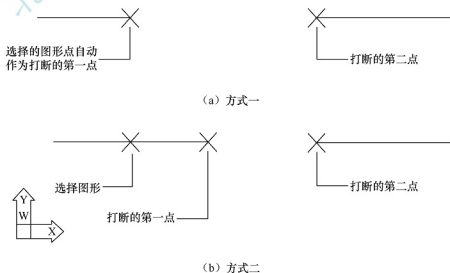 选择的图形点自动
作为打断的第一点
打断的第二点
（a）方式一
选择图形
打断的第一点
打断的第二点
Y
W
X
（b）方式二